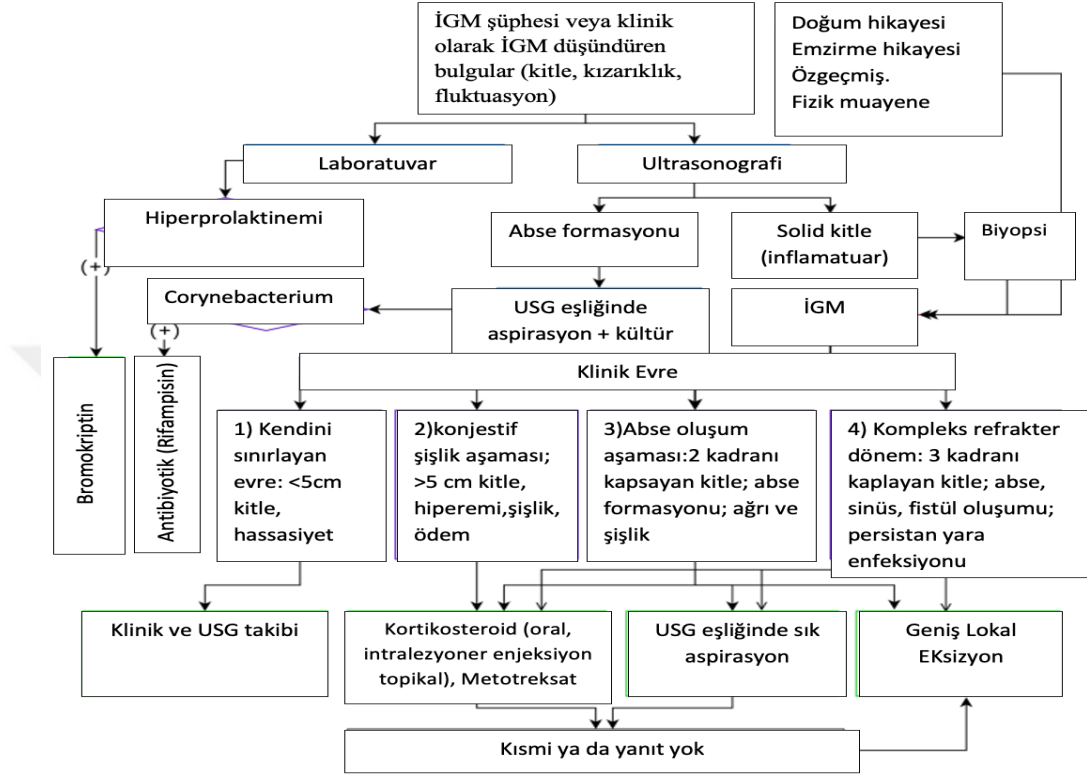 İGM şüphesi veya klinik
olarak İGM düşündüren
bulgular (kitle, kızarıklık,
fluktuasyon)
Doğum hikayesi
Emzirme hikayesi
Özgeçmiş.
Fizik muayene
Laboratuvar
Ultrasonografi
Hiperprolaktinemi
Abse formasyonu
Solid kitle
(inflamatuar)
Biyopsi
(+)
Corynebacterium
USG eşliğinde
aspirasyon + kültür
İGM
(+)
Klinik Evre
Bromokriptin
Antibiyotik (Rifampisin)
1) Kendini
sınırlayan
evre: <5cm
kitle,
hassasiyet
2)konjestif
şişlik aşaması;
>5 cm kitle,
hiperemi,şişlik,
ödem
3)Abse oluşum
aşaması:2 kadranı
kapsayan kitle; abse
formasyonu; ağrı ve
şişlik
4) Kompleks refrakter
dönem: 3 kadranı
kaplayan kitle; abse,
sinüs, fistül oluşumu;
persistan yara
enfeksiyonu
Klinik ve USG takibi
Kortikosteroid (oral,
intralezyoner enjeksiyon
topikal), Metotreksat
USG eşliğinde sık
aspirasyon
Geniş Lokal
EKsizyon
Kısmi ya da yanıt yok